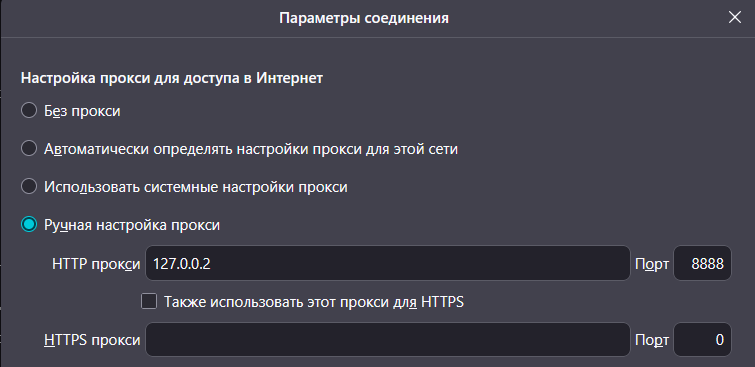 Параметры соединения
Настройка прокси для доступа в Интернет
Без прокси
Автоматически определять настройки прокси для этой сети
Использовать системные настройки прокси
Ручная настройка прокси
HTTP прокси 127.0.0.2 Порт 8888
Также использовать этот прокси для HTTPS
HTTPS прокси Порт 0